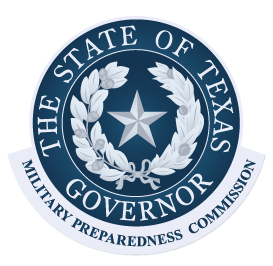 THE STATE OF TEXAS
GOVERNOR
MILITARY PREPAREDNESS COMMISSION